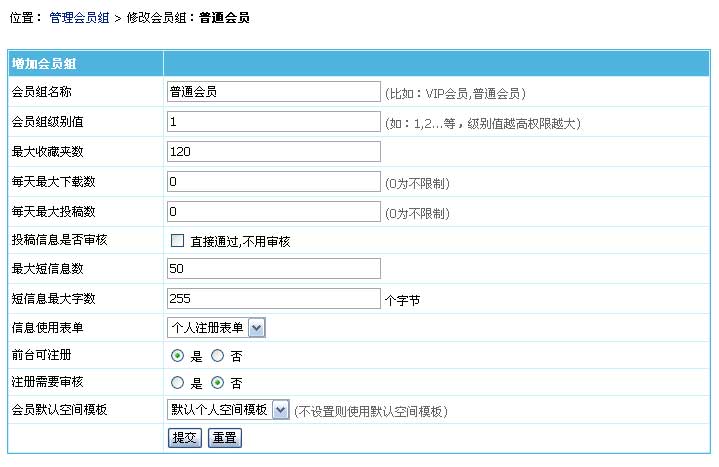 位置： 管理会员组 > 修改会员组：普通会员
增加会员组
会员组名称 普通会员 (比如：VIP会员,普通会员)
会员组级别值 1 (如：1,2...等，级别值越高权限越大)
最大收藏夹数 120
每天最大下载数 0 (0为不限制)
每天最大投稿数 0 (0为不限制)
投稿信息是否审核 直接通过,不用审核
最大短信息数 50
短信息最大字数 255 个字节
信息使用表单 个人注册表单
前台可注册 是 否
注册需要审核 是 否
会员默认空间模板 默认个人空间模板 (不设置则使用默认空间模板)
提交 重置